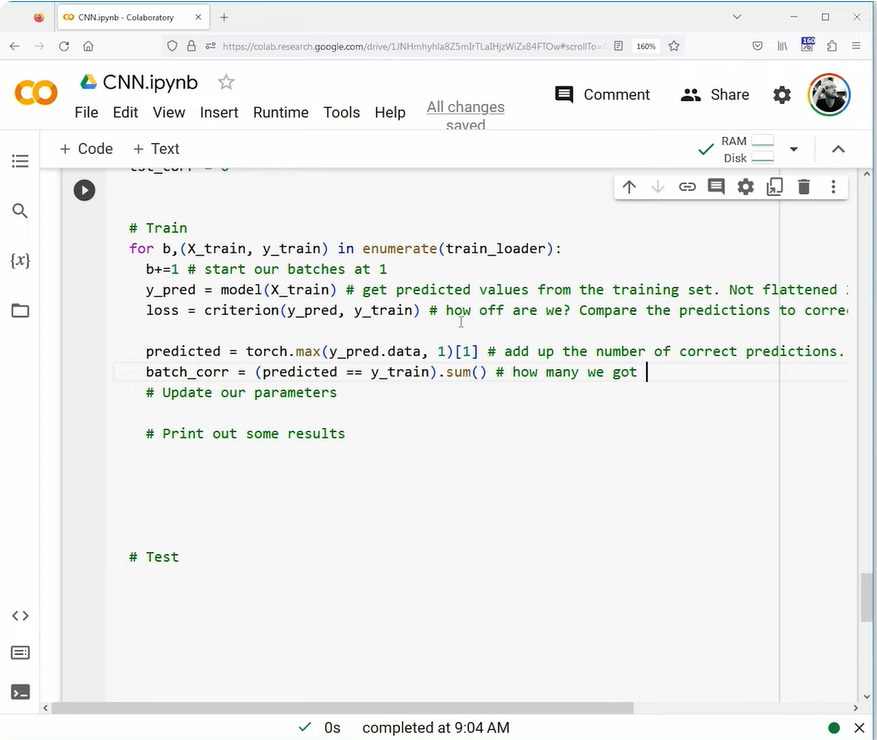 CNN.ipynb - Colaboratory
https://colab.research.google.com/drive/1JNHmhyhla8Z5mIrTLaIHjzWiZx84FTOw#scrollTo=
160%
160
CNN.ipynb
File Edit View Insert Runtime Tools Help
All changes
saved
Comment
Share
+ Code + Text
RAM
Disk
# Train
for b,(X_train, y_train) in enumerate(train_loader):
b+=1 # start our batches at 1
y_pred = model(X_train) # get predicted values from the training set. Not flattened
loss = criterion(y_pred, y_train) # how off are we? Compare the predictions to corre
predicted = torch.max(y_pred.data, 1)[1] # add up the number of correct predictions.
batch_corr = (predicted == y_train).sum() # how many we got
# Update our parameters
# Print out some results
# Test
{x}
0s completed at 9:04 AM